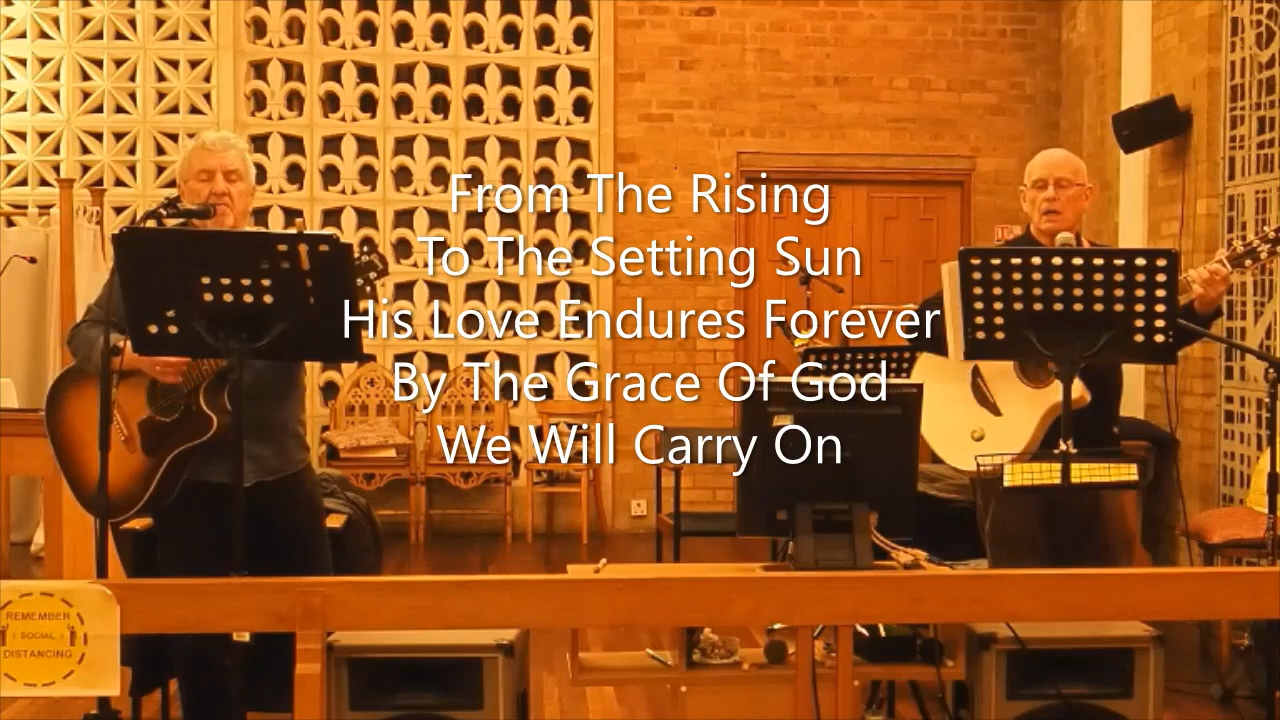 From The Rising
To The Setting Sun
His Love Endures Forever
By The Grace Of God
We Will Carry On
REMEMBER
SOCIAL
DISTANCING